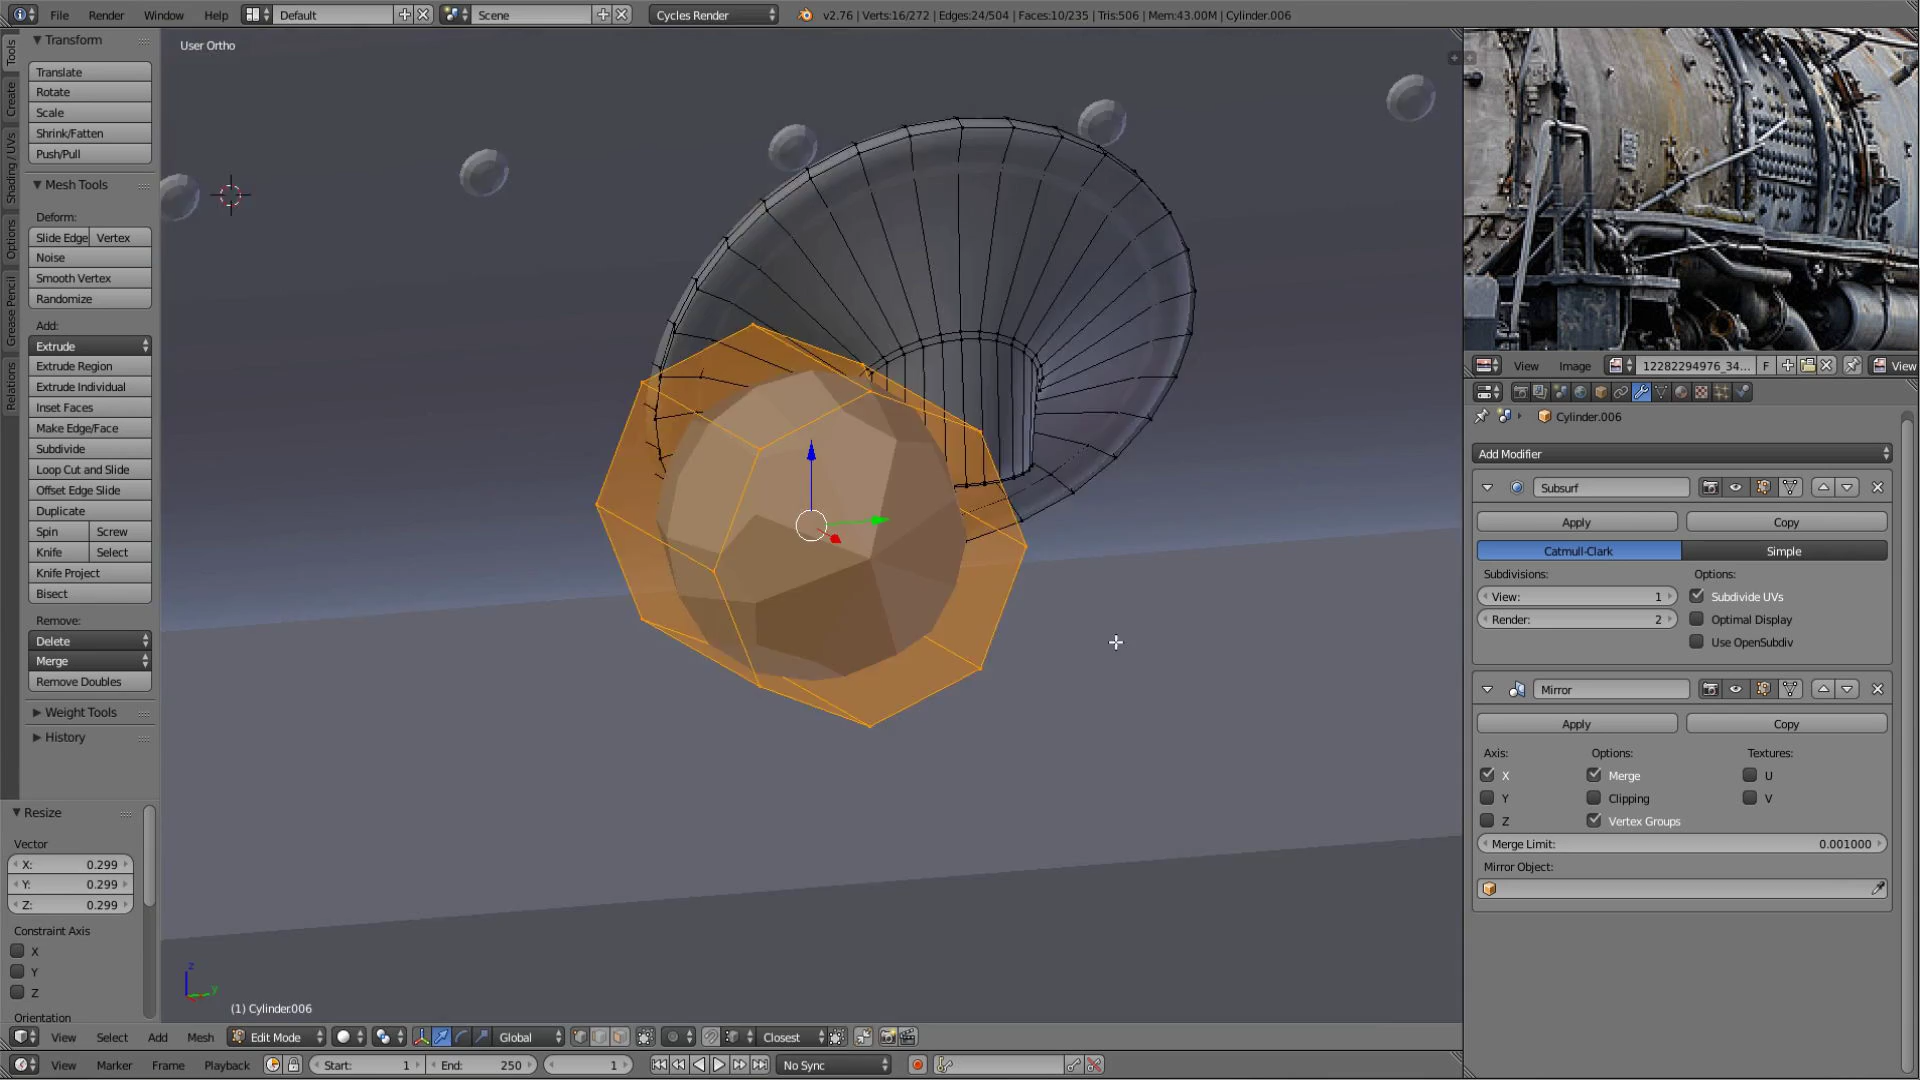 File Render Window Help Default Scene Cycles Render v2.76 | Verts:16/272 | Edges:24/504 | Faces:10/235 | Tris:506 | Mem:43.00M | Cylinder.006
User Ortho
Tools
Create
Shading / UVs
Options
Grease Pencil
Relations
Transform
Translate
Rotate
Scale
Shrink/Fatten
Push/Pull
Mesh Tools
Deform:
Slide Edge Vertex
Noise
Smooth Vertex
Randomize
Add:
Extrude
Extrude Region
Extrude Individual
Inset Faces
Make Edge/Face
Subdivide
Loop Cut and Slide
Offset Edge Slide
Duplicate
Spin Screw
Knife Select
Knife Project
Bisect
Remove:
Delete
Merge
Remove Doubles
Weight Tools
History
Resize
Vector
X: 0.299
Y: 0.299
Z: 0.299
Constraint Axis
X
Y
Z
Orientation
z
y
(1) Cylinder.006
View Select Add Mesh Edit Mode Global Closest
View Marker Frame Playback Start: 1 End: 250 1 No Sync
View Image 12282294976_34... F View
Cylinder.006
Add Modifier
Subsurf
Apply Copy
Catmull-Clark Simple
Subdivisions: Options:
View: 1 Subdivide UVs
Render: 2 Optimal Display
Use OpenSubdiv
Mirror
Apply Copy
Axis: Options: Textures:
X Merge U
Y Clipping V
Z Vertex Groups
Merge Limit: 0.001000
Mirror Object: